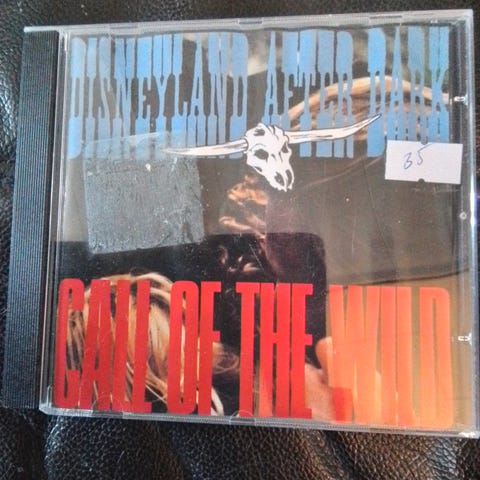 DISNEYLAND AFTER DARK
35
CALL OF THE WILD